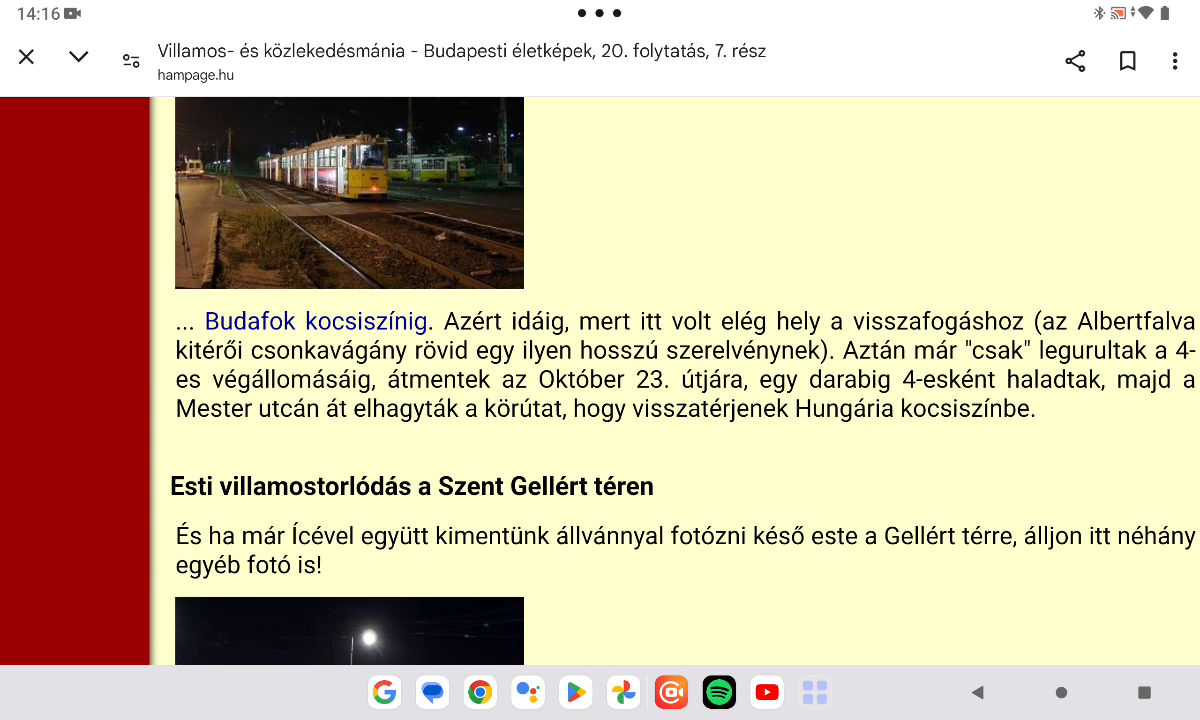 14:16
Villamos- és közlekedésmánia - Budapesti életképek, 20. folytatás, 7. rész
hampage.hu
... Budafok kocsiszínig. Azért idáig, mert itt volt elég hely a visszafogáshoz (az Albertfalva
kitérői csonkavágány rövid egy ilyen hosszú szerelvénynek). Aztán már "csak" legurultak a 4-
es végállomásáig, átmentek az Október 23. útjára, egy darabig 4-esként haladtak, majd a
Mester utcán át elhagyták a körútat, hogy visszatérjenek Hungária kocsiszínbe.
Esti villamostorlódás a Szent Gellért téren
És ha már Ícével együtt kimentünk állvánnyal fotózni késő este a Gellért térre, álljon itt néhány
egyéb fotó is!